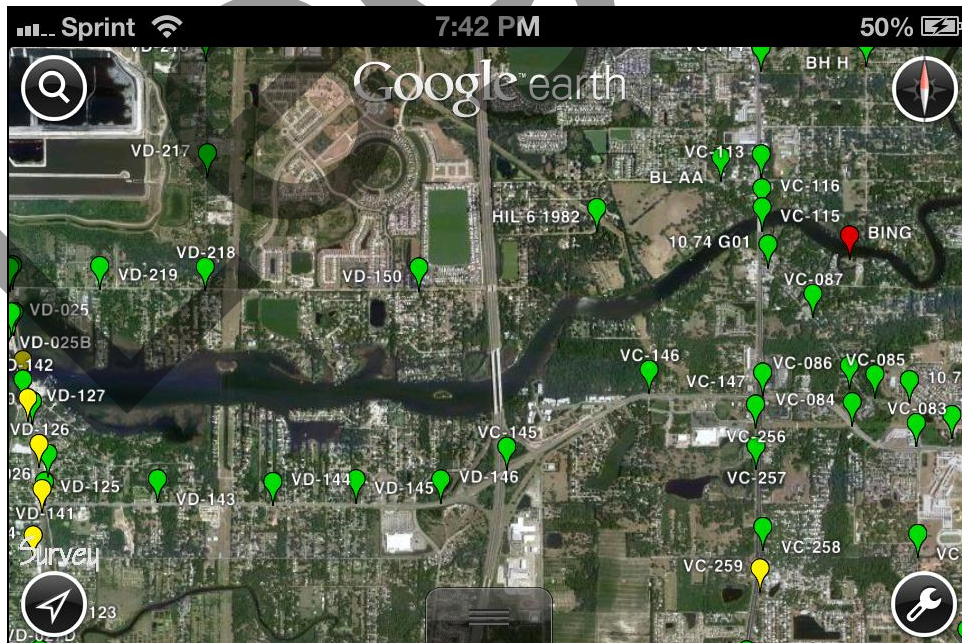 Sprint 7:42 PM 50%
Google earth
BH H
VD-217
VC-113
BL AA
VC-116
HIL 6 1982
VC-115
BING
10 74 G01
VD-218
VD-219
VD-150
VC-087
VD-025
VD-025B
VC-146
VC-086
VC-085
VC-147
VD-127
VC-084
VC-083
VD-126
VC-145
VC-256
VD-125
VD-143
VD-144
VD-145
VD-146
VC-257
VD-141
Survey
VC-258
VC-259
123